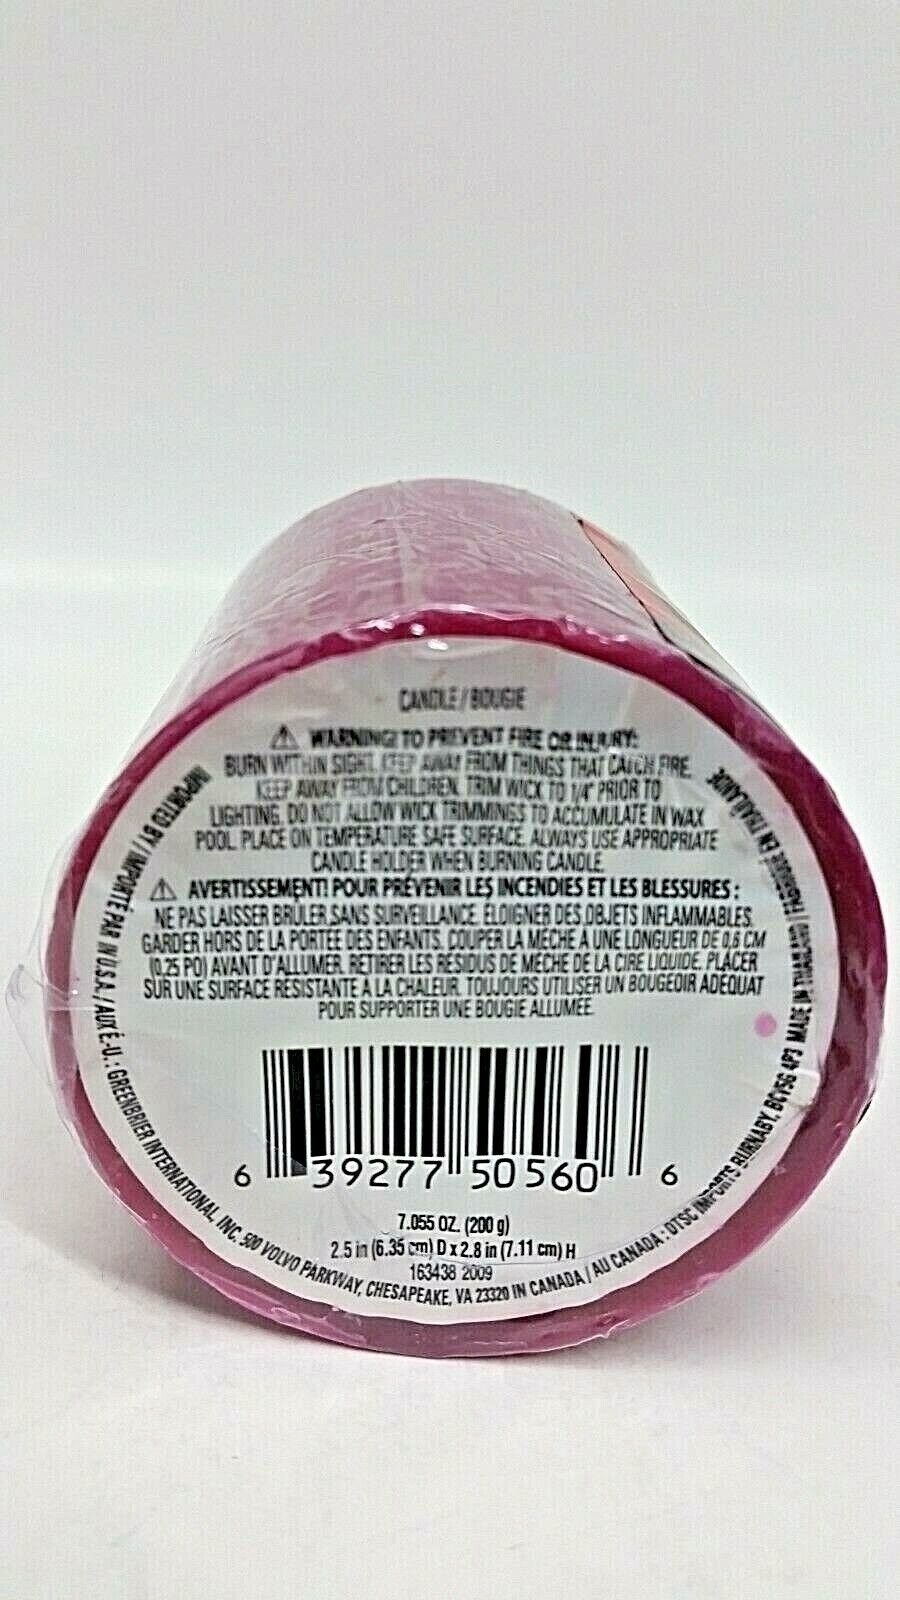 CANDLE / BOUGIE
⚠ WARNING! TO PREVENT FIRE OR INJURY:
BURN WITHIN SIGHT. KEEP AWAY FROM THINGS THAT CATCH FIRE.
KEEP AWAY FROM CHILDREN. TRIM WICK TO 1/4" PRIOR TO
LIGHTING. DO NOT ALLOW WICK TRIMMINGS TO ACCUMULATE IN WAX
POOL. PLACE ON TEMPERATURE SAFE SURFACE. ALWAYS USE APPROPRIATE
CANDLE HOLDER WHEN BURNING CANDLE.
⚠ AVERTISSEMENT! POUR PRÉVENIR LES INCENDIES ET LES BLESSURES :
NE PAS LAISSER BRÛLER SANS SURVEILLANCE. ÉLOIGNER DES OBJETS INFLAMMABLES.
GARDER HORS DE LA PORTÉE DES ENFANTS. COUPER LA MÈCHE À UNE LONGUEUR DE 0,6 CM
(0,25 PO) AVANT D'ALLUMER. RETIRER LES RÉSIDUS DE MÈCHE DE LA CIRE LIQUIDE. PLACER
SUR UNE SURFACE RÉSISTANTE À LA CHALEUR. TOUJOURS UTILISER UN BOUGEOIR ADÉQUAT
POUR SUPPORTER UNE BOUGIE ALLUMÉE.
6 39277 50560 6
7.055 OZ. (200 g)
2.5 in (6.35 cm) D x 2.8 in (7.11 cm) H
163438 2009
IMPORTED BY / IMPORTÉ PAR IN U.S.A. / AUX É.-U. : GREENBRIER INTERNATIONAL, INC. 500 VOLVO PARKWAY, CHESAPEAKE, VA 23320 IN CANADA / AU CANADA : DTSC IMPORTS BURNABY, BC V5G 4P3 MADE IN THAILAND / FABRIQUÉ EN THAÏLANDE